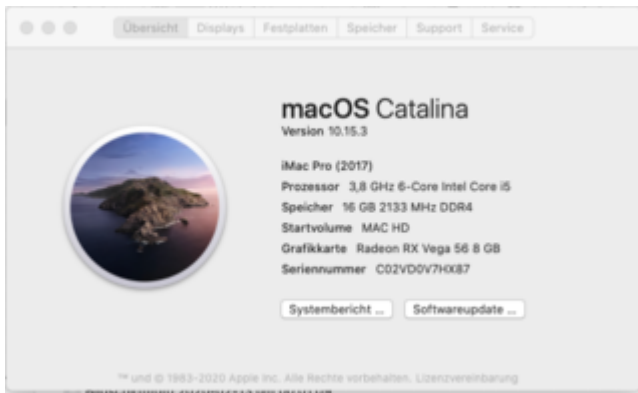 Übersicht Displays Festplatten Speicher Support Service
macOS Catalina
Version 10.15.3
iMac Pro (2017)
Prozessor 3,8 GHz 6-Core Intel Core i5
Speicher 16 GB 2133 MHz DDR4
Startvolume MAC HD
Grafikkarte Radeon RX Vega 56 8 GB
Seriennummer C02VD0V7HX87
Systembericht ... Softwareupdate ...
™ und © 1983-2020 Apple Inc. Alle Rechte vorbehalten. Lizenzvereinbarung